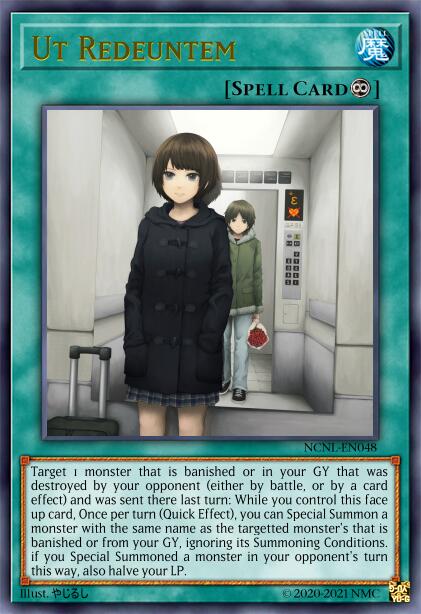 UT REDEUNTEM
SPELL
魔
[SPELL CARD ]
NCNL-EN048
Target 1 monster that is banished or in your GY that was
destroyed by your opponent (either by battle, or by a card
effect) and was sent there last turn: While you control this face
up card, Once per turn (Quick Effect), you can Special Summon a
monster with the same name as the targetted monster's that is
banished or from your GY, ignoring its Summoning Conditions.
if you Special Summoned a monster in your opponent's turn
this way, also halve your LP.
Illust. やじるし
© 2020-2021 NMC